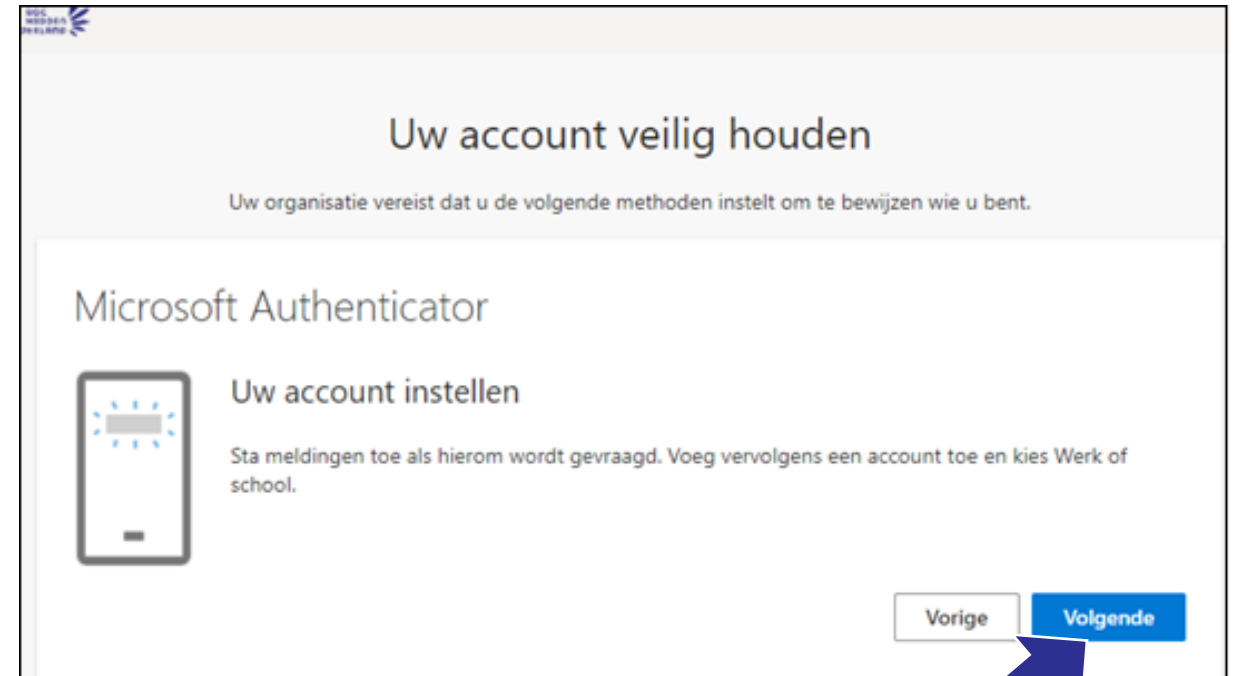 Uw account veilig houden
Uw organisatie vereist dat u de volgende methoden instelt om te bewijzen wie u bent.
Microsoft Authenticator
Uw account instellen
Sta meldingen toe als hierom wordt gevraagd. Voeg vervolgens een account toe en kies Werk of
school.
Vorige
Volgende